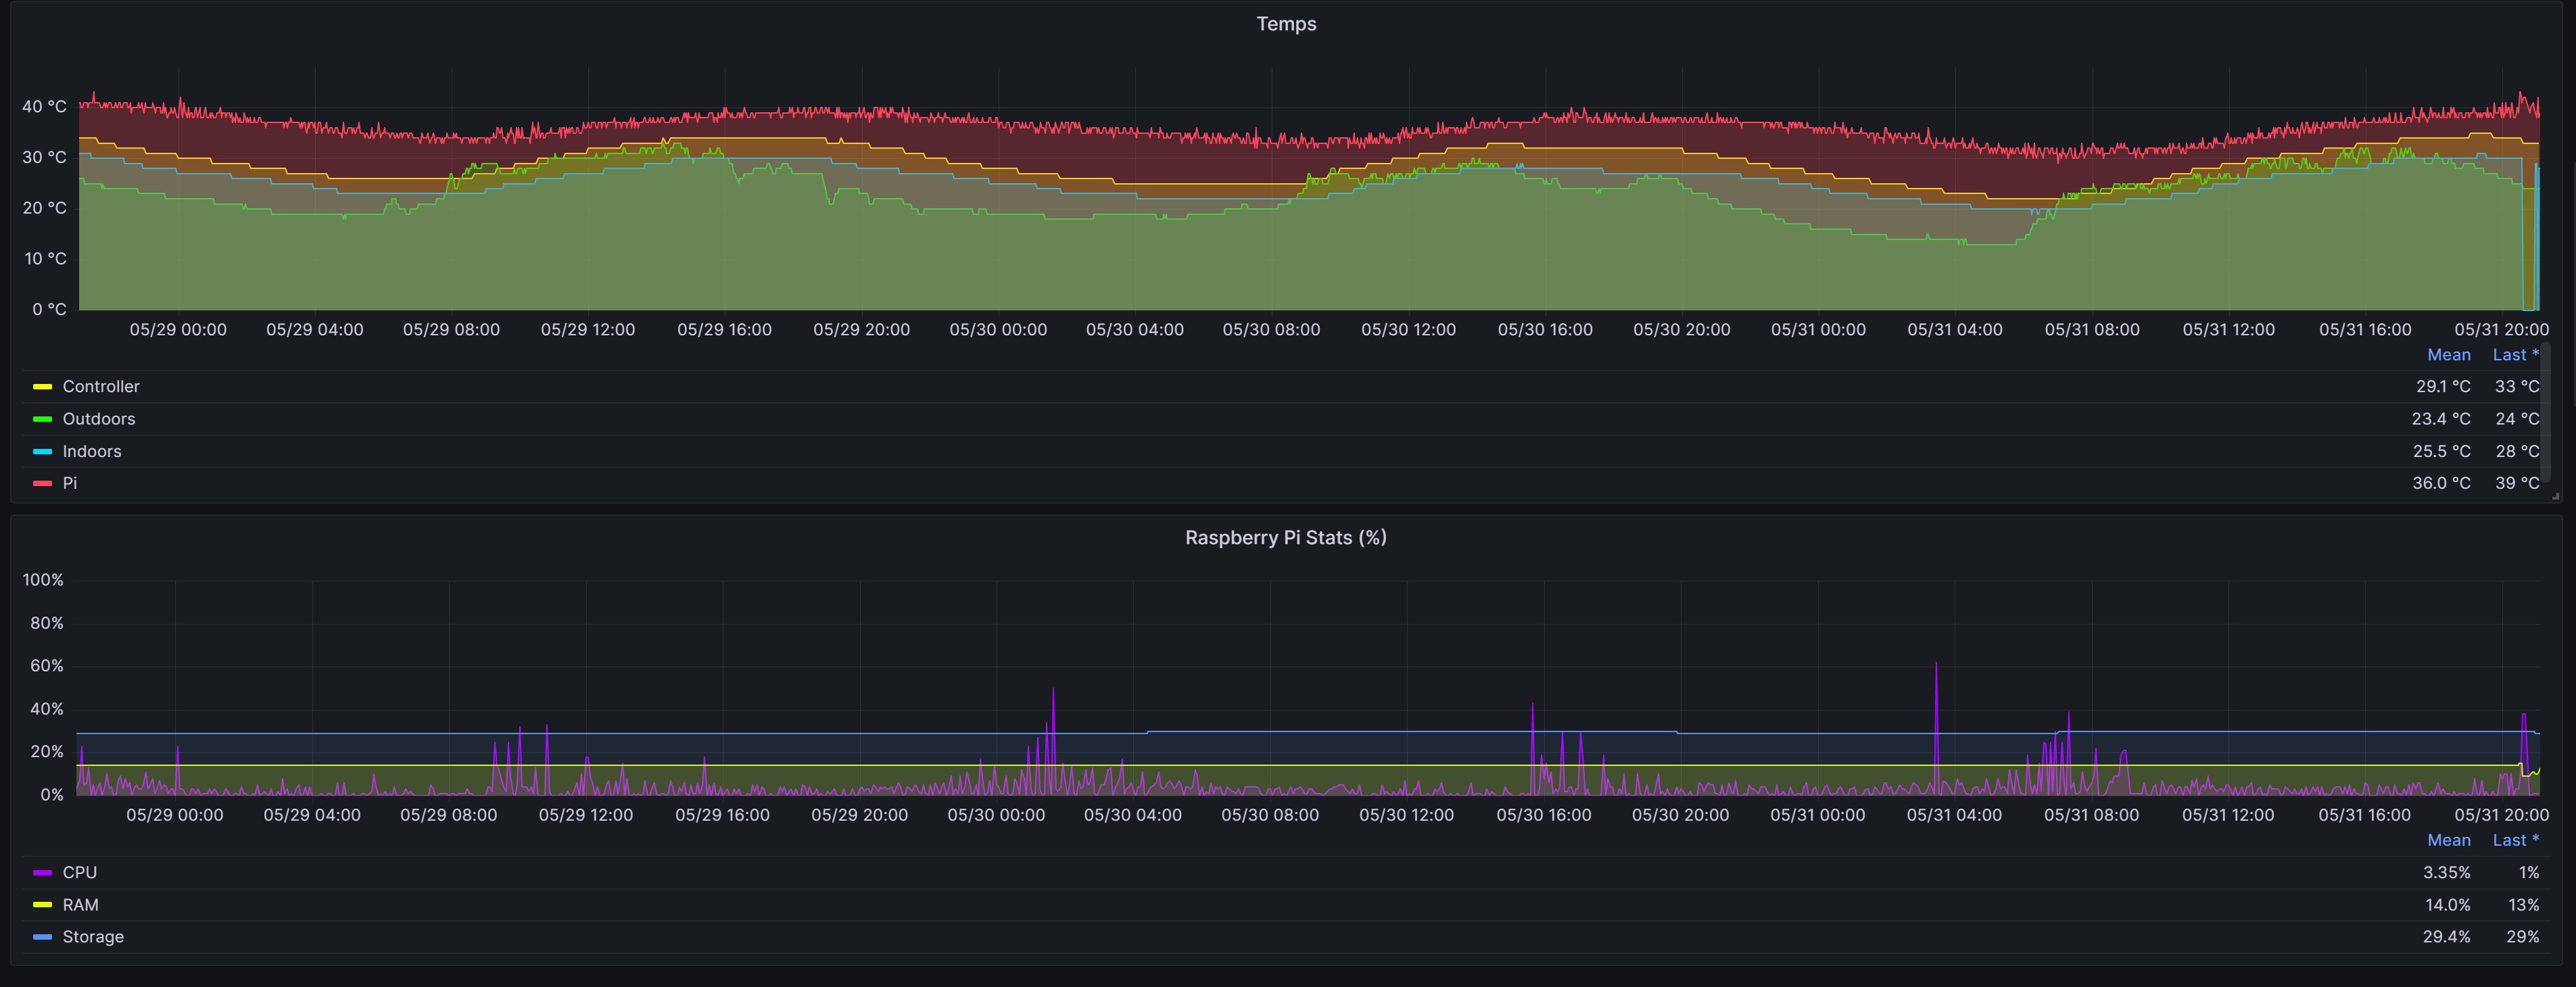 Temps
40 °C
30 °C
20 °C
10 °C
0 °C
05/29 00:00 05/29 04:00 05/29 08:00 05/29 12:00 05/29 16:00 05/29 20:00 05/30 00:00 05/30 04:00 05/30 08:00 05/30 12:00 05/30 16:00 05/30 20:00 05/31 00:00 05/31 04:00 05/31 08:00 05/31 12:00 05/31 16:00 05/31 20:00
Mean Last *
Controller 29.1 °C 33 °C
Outdoors 23.4 °C 24 °C
Indoors 25.5 °C 28 °C
Pi 36.0 °C 39 °C
Raspberry Pi Stats (%)
100%
80%
60%
40%
20%
0%
05/29 00:00 05/29 04:00 05/29 08:00 05/29 12:00 05/29 16:00 05/29 20:00 05/30 00:00 05/30 04:00 05/30 08:00 05/30 12:00 05/30 16:00 05/30 20:00 05/31 00:00 05/31 04:00 05/31 08:00 05/31 12:00 05/31 16:00 05/31 20:00
Mean Last *
CPU 3.35% 1%
RAM 14.0% 13%
Storage 29.4% 29%